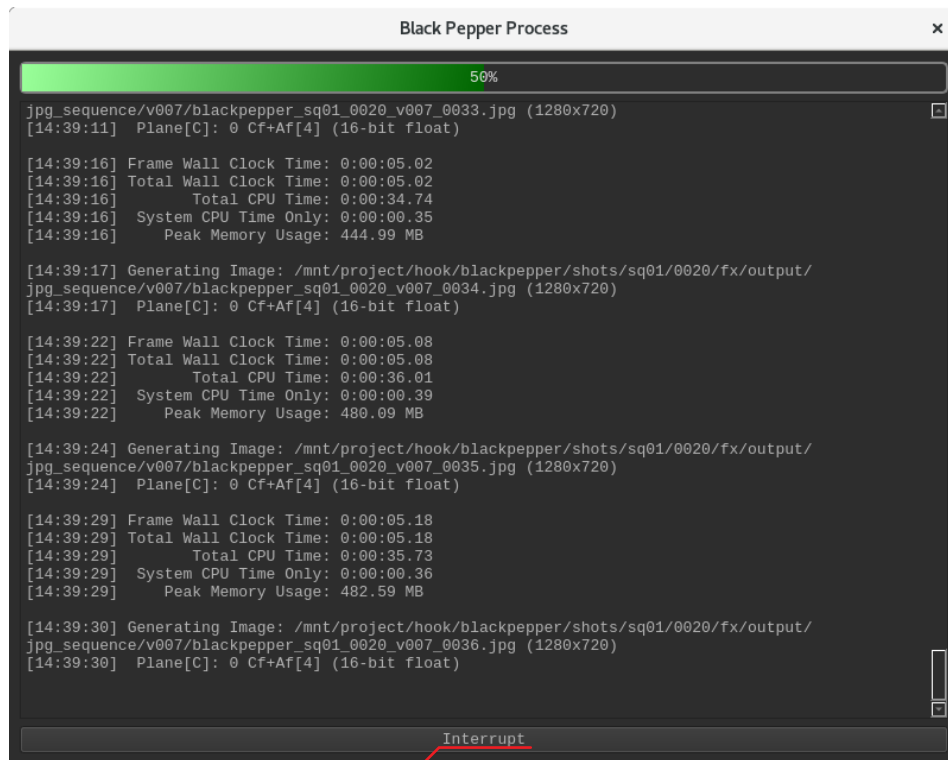 Black Pepper Process
50%
jpg_sequence/v007/blackpepper_sq01_0020_v007_0033.jpg (1280x720)
[14:39:11]  Plane[C]: 0 Cf+Af[4] (16-bit float)
[14:39:16] Frame Wall Clock Time: 0:00:05.02
[14:39:16] Total Wall Clock Time: 0:00:05.02
[14:39:16]        Total CPU Time: 0:00:34.74
[14:39:16]  System CPU Time Only: 0:00:00.35
[14:39:16]     Peak Memory Usage: 444.99 MB
[14:39:17] Generating Image: /mnt/project/hook/blackpepper/shots/sq01/0020/fx/output/
jpg_sequence/v007/blackpepper_sq01_0020_v007_0034.jpg (1280x720)
[14:39:17]  Plane[C]: 0 Cf+Af[4] (16-bit float)
[14:39:22] Frame Wall Clock Time: 0:00:05.08
[14:39:22] Total Wall Clock Time: 0:00:05.08
[14:39:22]        Total CPU Time: 0:00:36.01
[14:39:22]  System CPU Time Only: 0:00:00.39
[14:39:22]     Peak Memory Usage: 480.09 MB
[14:39:24] Generating Image: /mnt/project/hook/blackpepper/shots/sq01/0020/fx/output/
jpg_sequence/v007/blackpepper_sq01_0020_v007_0035.jpg (1280x720)
[14:39:24]  Plane[C]: 0 Cf+Af[4] (16-bit float)
[14:39:29] Frame Wall Clock Time: 0:00:05.18
[14:39:29] Total Wall Clock Time: 0:00:05.18
[14:39:29]        Total CPU Time: 0:00:35.73
[14:39:29]  System CPU Time Only: 0:00:00.36
[14:39:29]     Peak Memory Usage: 482.59 MB
[14:39:30] Generating Image: /mnt/project/hook/blackpepper/shots/sq01/0020/fx/output/
jpg_sequence/v007/blackpepper_sq01_0020_v007_0036.jpg (1280x720)
[14:39:30]  Plane[C]: 0 Cf+Af[4] (16-bit float)
Interrupt